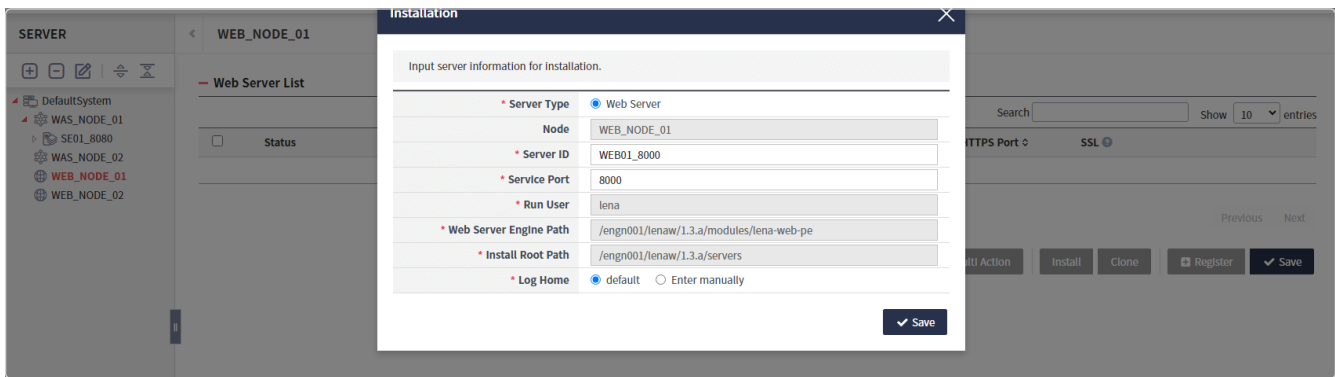 SERVER
WEB_NODE_01
DefaultSystem
WAS_NODE_01
SE01_8080
WAS_NODE_02
WEB_NODE_01
WEB_NODE_02
Web Server List
Search
Show 10 entries
Status
HTTPS Port
SSL
Previous Next
Install Clone Register Save
Installation
Input server information for installation.
* Server Type Web Server
Node WEB_NODE_01
* Server ID WEB01_8000
* Service Port 8000
* Run User lena
* Web Server Engine Path /engn001/lenaw/1.3.a/modules/lena-web-pe
* Install Root Path /engn001/lenaw/1.3.a/servers
* Log Home default Enter manually
Save